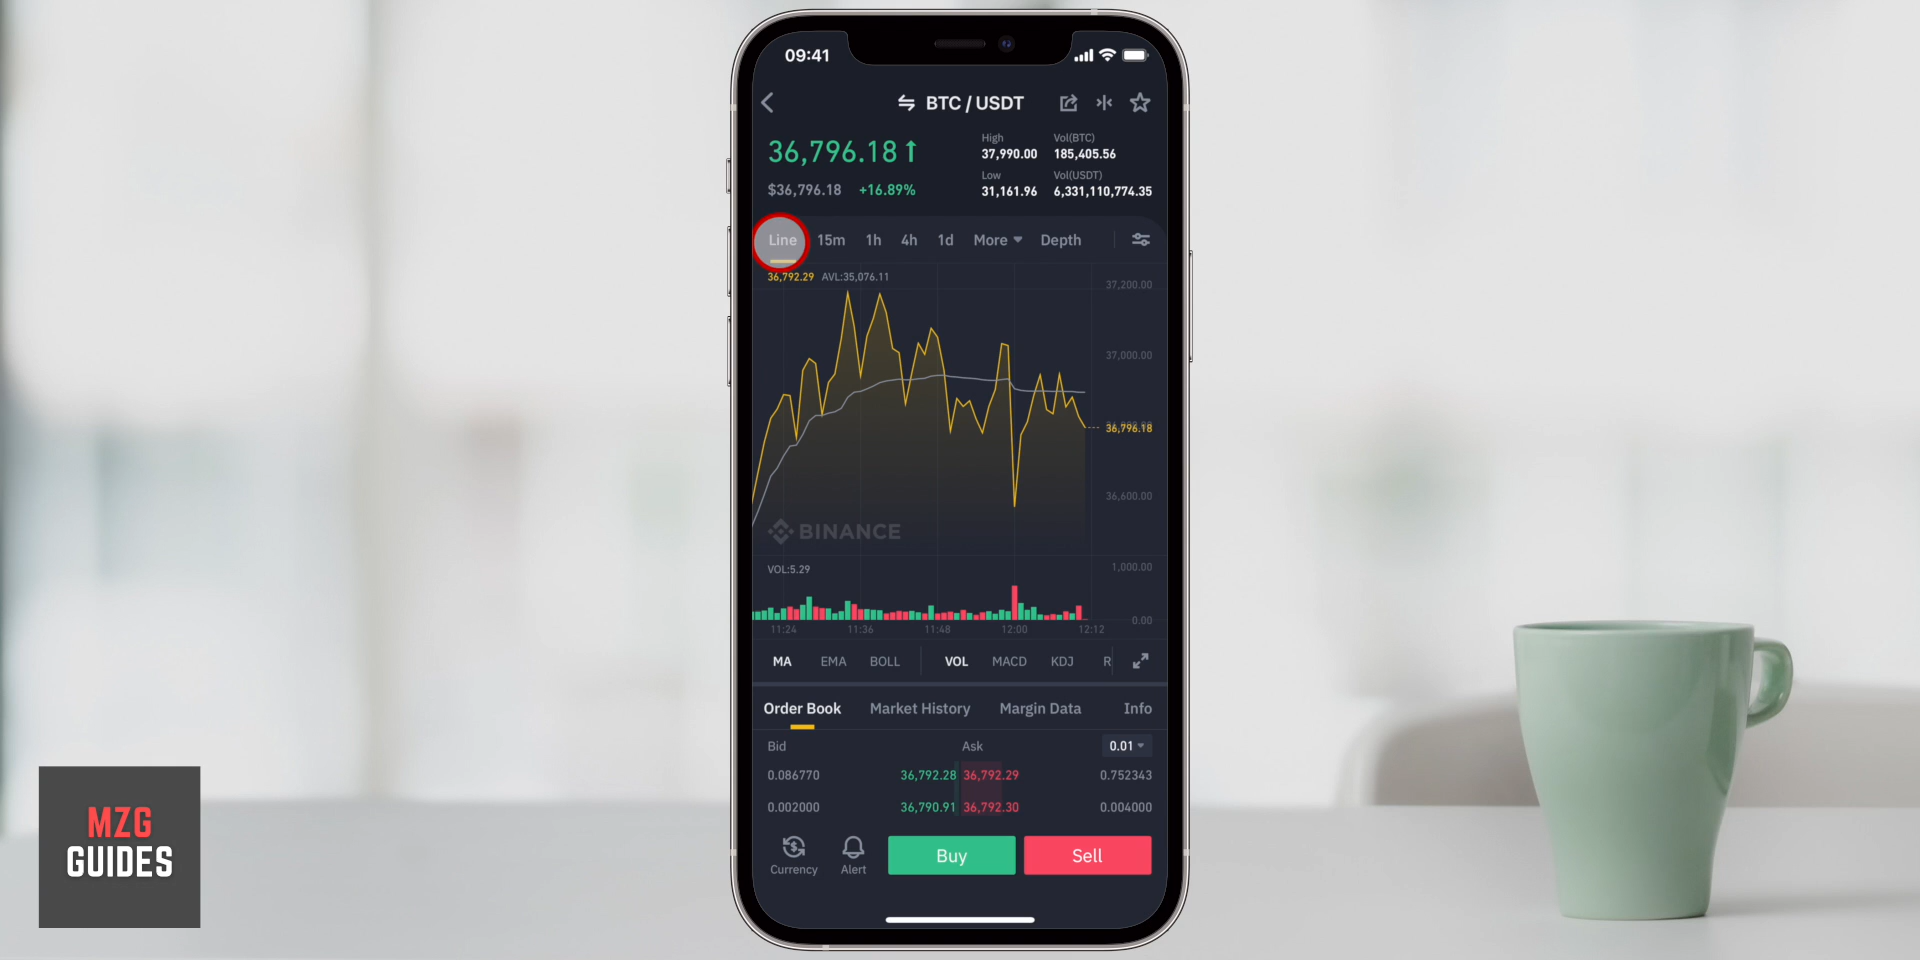 09:41
BTC / USDT
36,796.18
$36,796.18 +16.89%
High
37,990.00
Low
31,161.96
Vol(BTC)
185,405.56
Vol(USDT)
6,331,110,774.35
Line 15m 1h 4h 1d More Depth
36,792.29 AVL:35,076.11
37,200.00
37,000.00
36,796.18
36,600.00
BINANCE
VOL:5.29
1,000.00
0.00
11:24 11:36 11:48 12:00 12:12
MA EMA BOLL VOL MACD KDJ R
Order Book Market History Margin Data Info
Bid Ask 0.01
0.086770 36,792.28 36,792.29 0.752343
0.002000 36,790.91 36,792.30 0.004000
Currency Alert Buy Sell
MZG
GUIDES